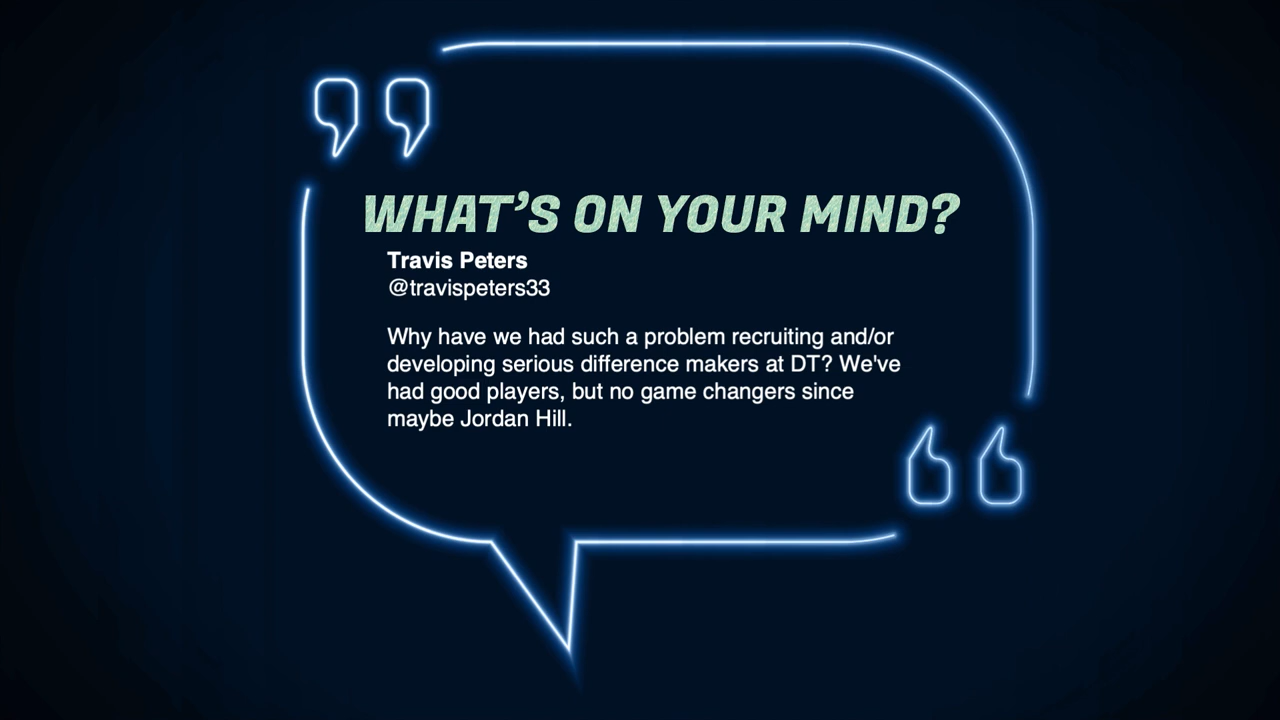 WHAT’S ON YOUR MIND?
Travis Peters
@travispeters33
Why have we had such a problem recruiting and/or
developing serious difference makers at DT? We've
had good players, but no game changers since
maybe Jordan Hill.